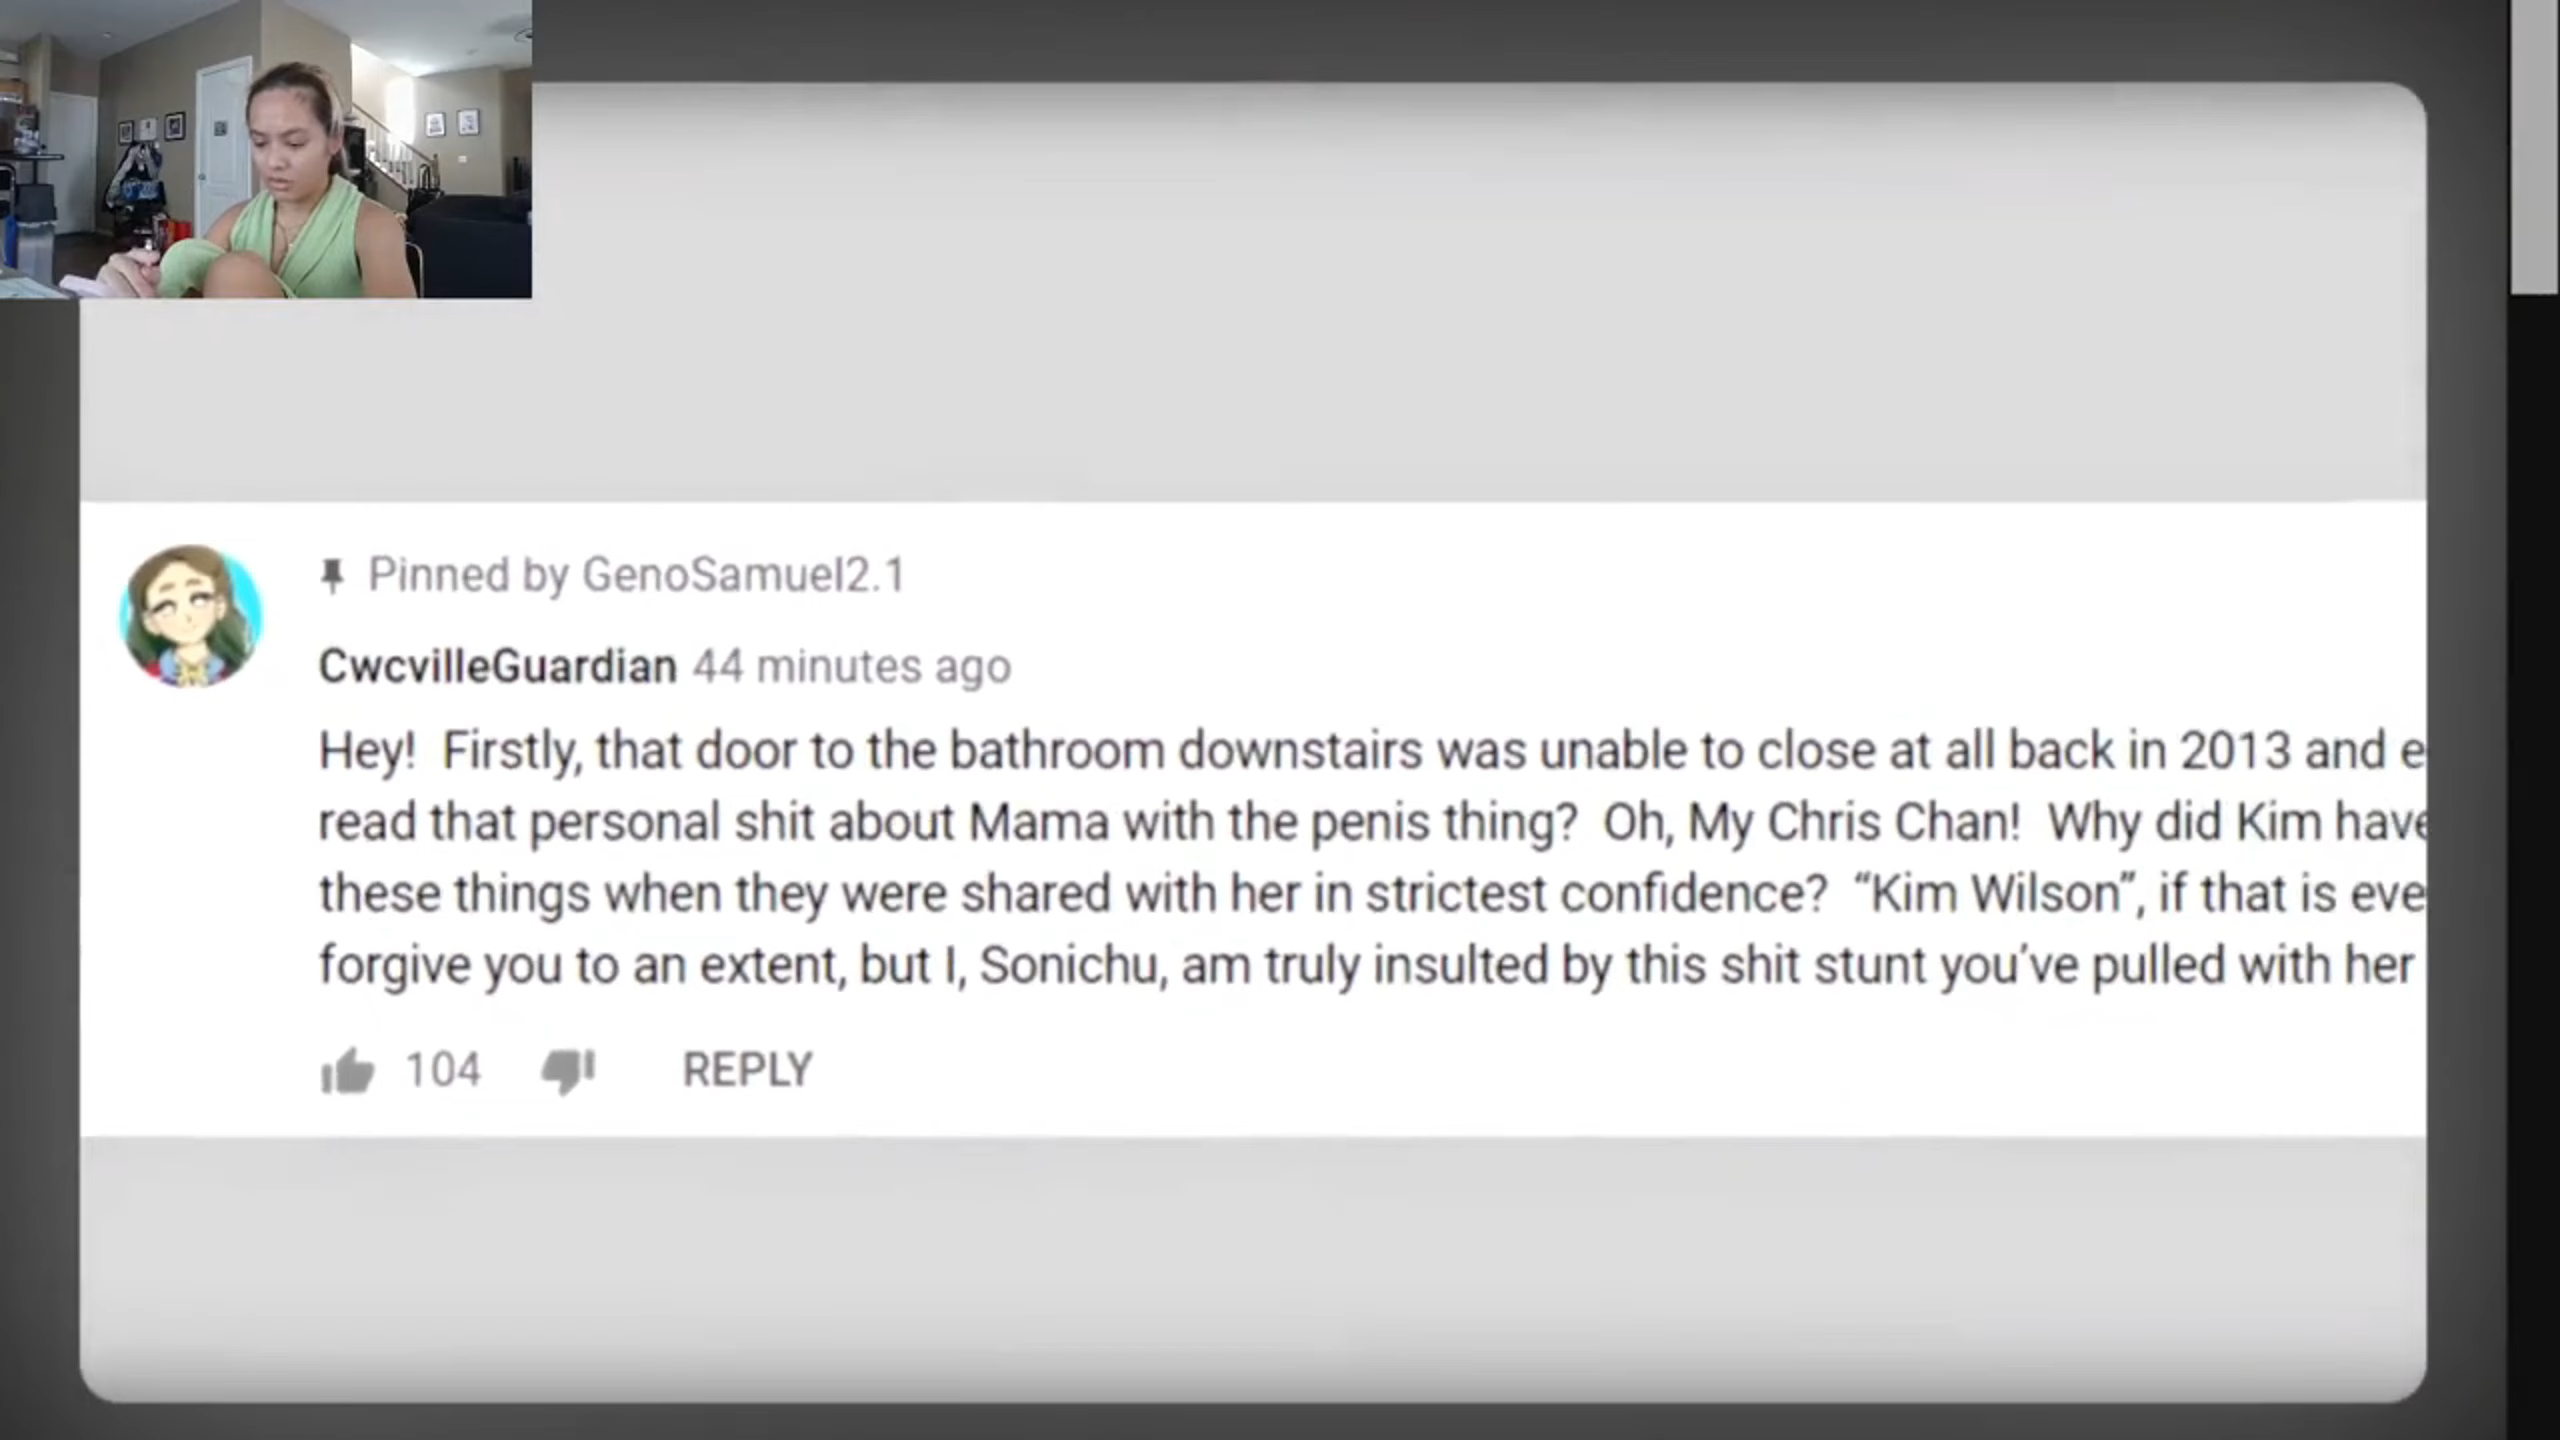 Pinned by GenoSamuel2.1
CwcvilleGuardian 44 minutes ago
Hey! Firstly, that door to the bathroom downstairs was unable to close at all back in 2013 and e
read that personal shit about Mama with the penis thing? Oh, My Chris Chan! Why did Kim have
these things when they were shared with her in strictest confidence? “Kim Wilson”, if that is eve
forgive you to an extent, but I, Sonichu, am truly insulted by this shit stunt you’ve pulled with her
104 REPLY